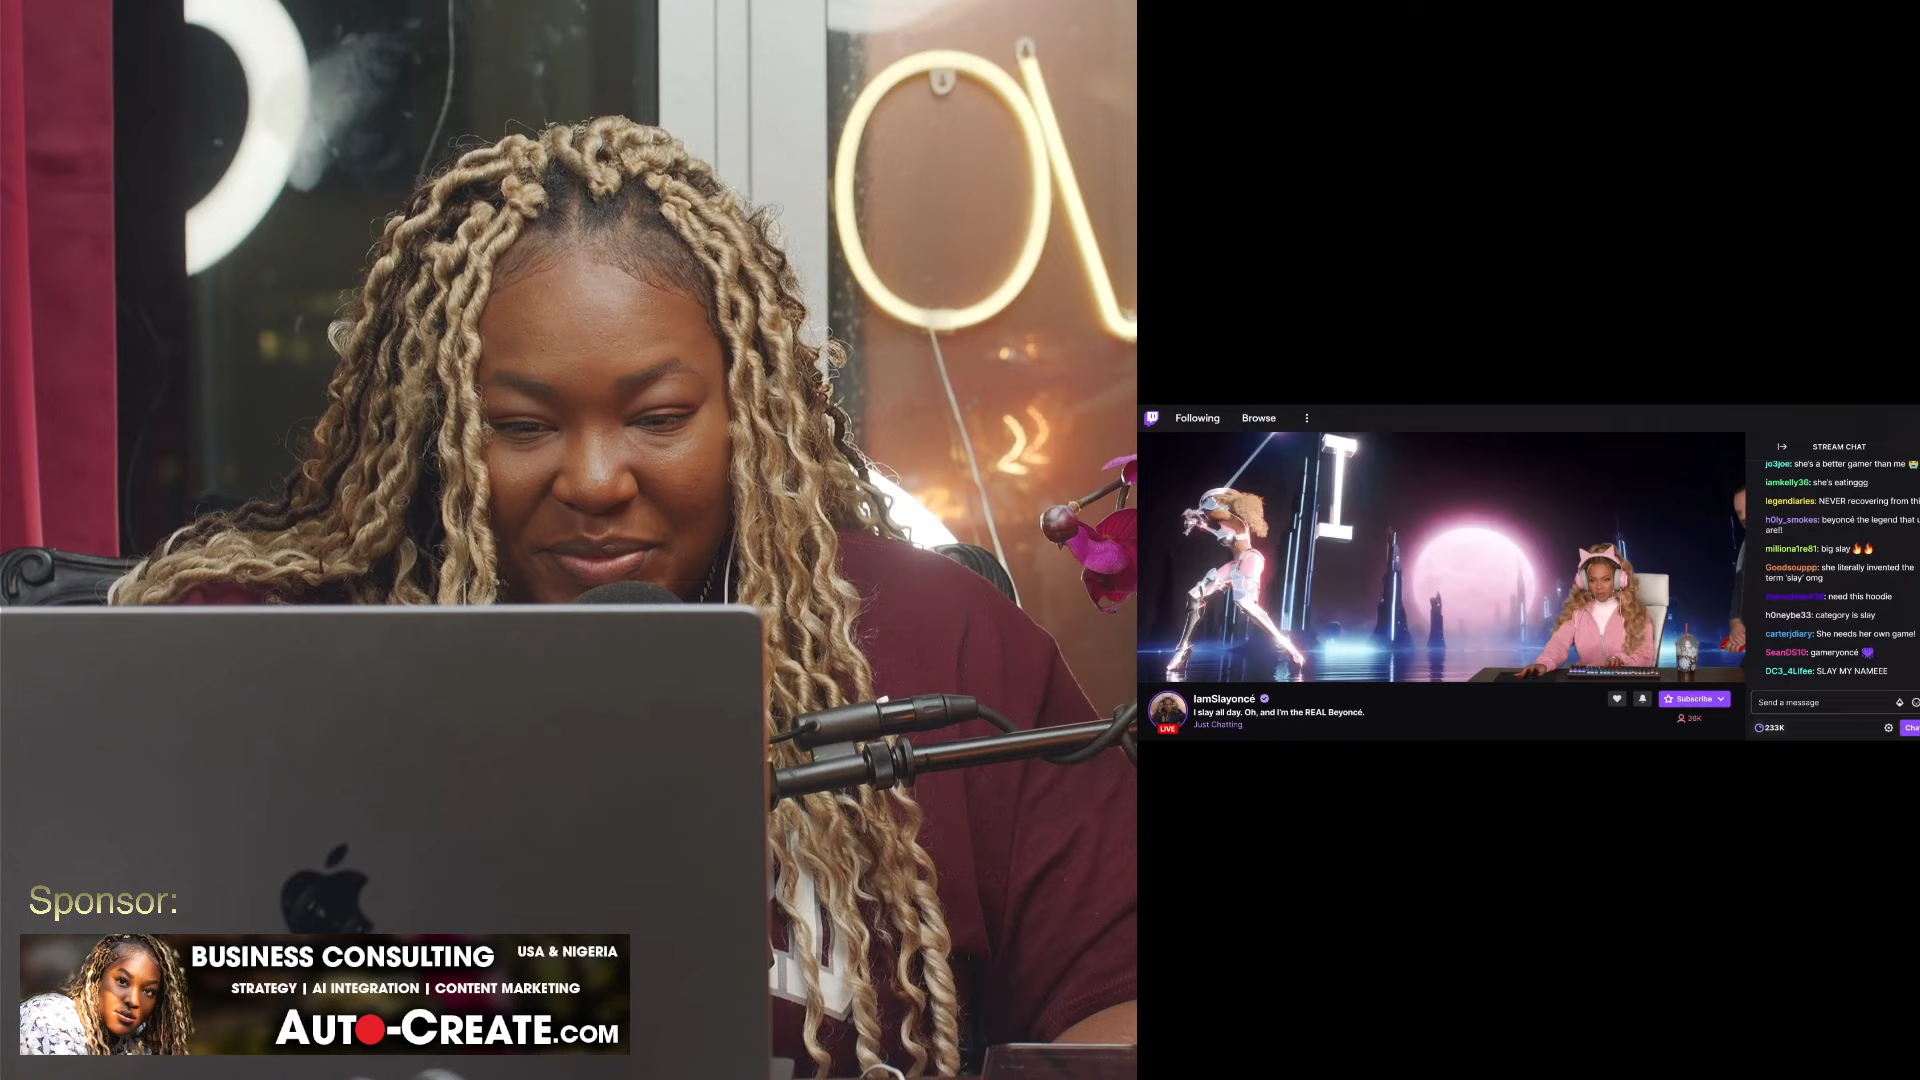 Sponsor:
BUSINESS CONSULTING USA & NIGERIA
STRATEGY | AI INTEGRATION | CONTENT MARKETING
AUTO-CREATE.COM
Following Browse
I
STREAM CHAT
jo3joe: she's a better gamer than me 😭
iamkelly36: she's eatinggg
legendiaries: NEVER recovering from thi
h0ly_smokes: beyoncé the legend that u
are!!
milliona1re81: big slay 🔥🔥
Goodsouppp: she literally invented the
term 'slay' omg
: need this hoodie
h0neybe33: category is slay
carterjdiary: She needs her own game!
SeanDS10: gameryoncé 💜
DC3_4Lifee: SLAY MY NAMEEE
Send a message
233K
Cha
LIVE
IamSlayoncé
I slay all day. Oh, and I'm the REAL Beyoncé.
Just Chatting
Subscribe
36K